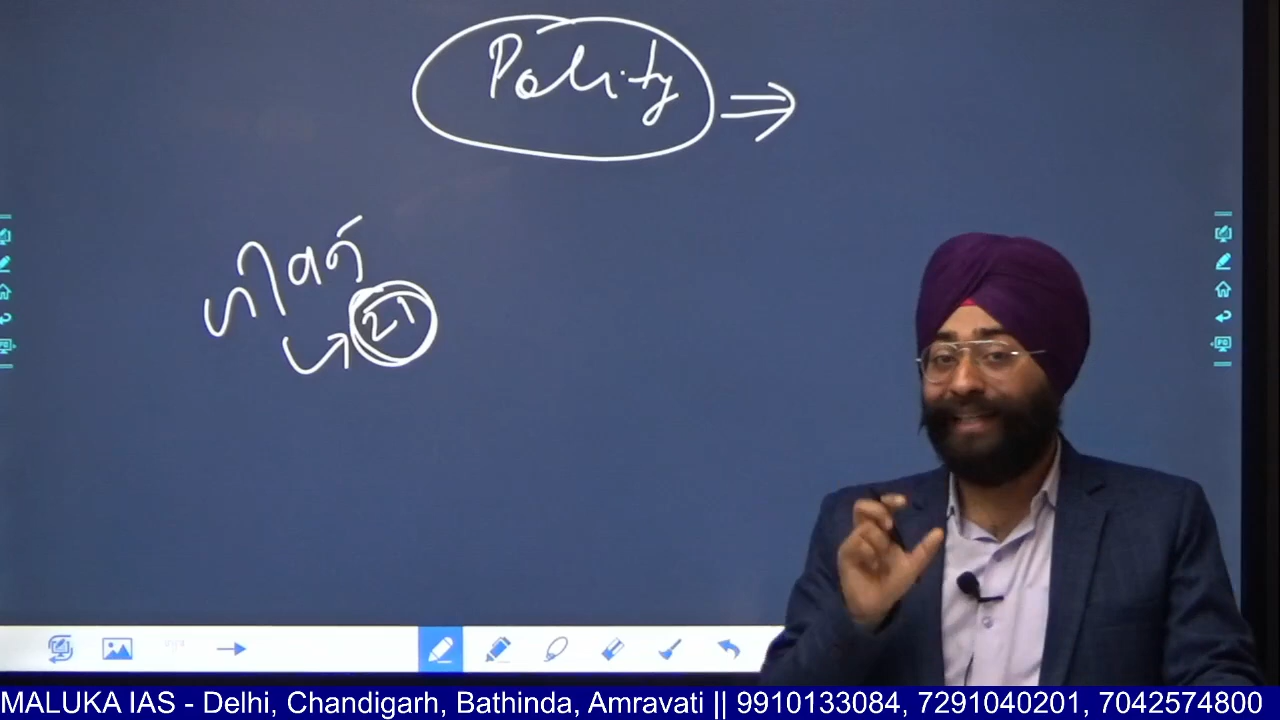 Polity
21
MALUKA IAS - Delhi, Chandigarh, Bathinda, Amravati || 9910133084, 7291040201, 7042574800